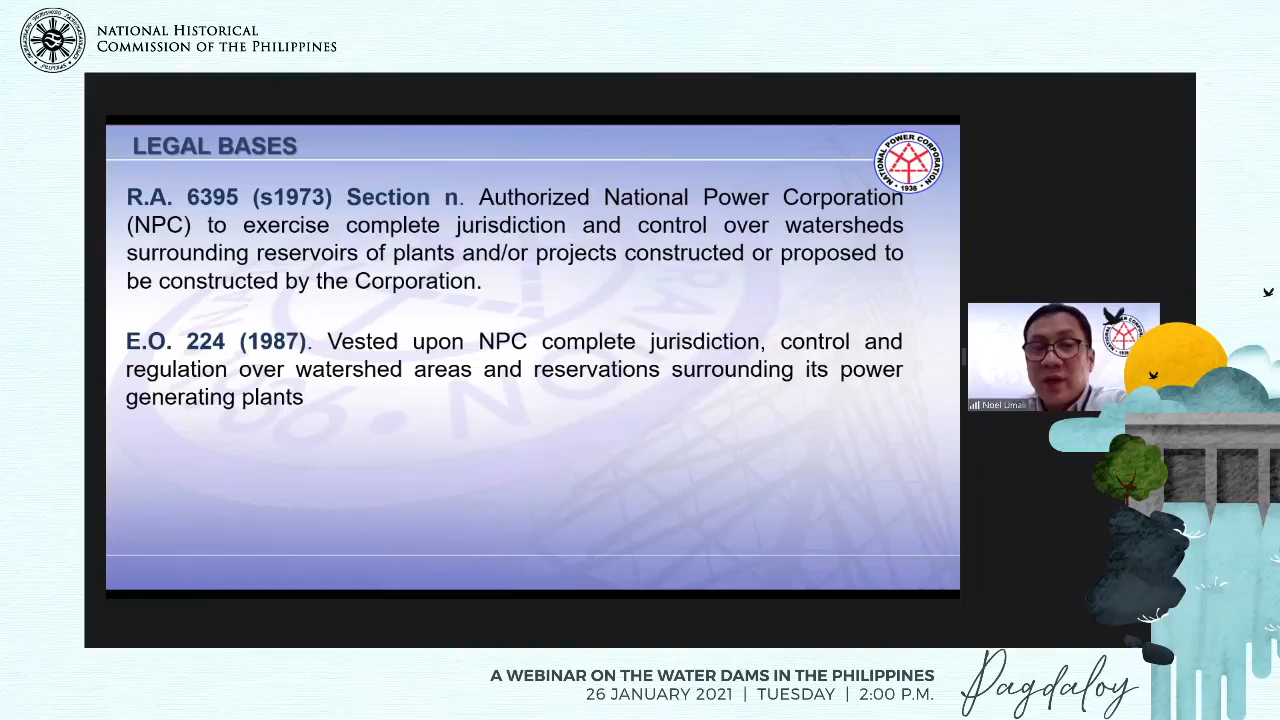 NATIONAL HISTORICAL
COMMISSION OF THE PHILIPPINES
LEGAL BASES
NATIONAL POWER CORPORATION
1936
R.A. 6395 (s1973) Section n. Authorized National Power Corporation
(NPC) to exercise complete jurisdiction and control over watersheds
surrounding reservoirs of plants and/or projects constructed or proposed to
be constructed by the Corporation.
E.O. 224 (1987). Vested upon NPC complete jurisdiction, control and
regulation over watershed areas and reservations surrounding its power
generating plants
Noel Umali
A WEBINAR ON THE WATER DAMS IN THE PHILIPPINES
26 JANUARY 2021 | TUESDAY | 2:00 P.M.
Pagdaloy